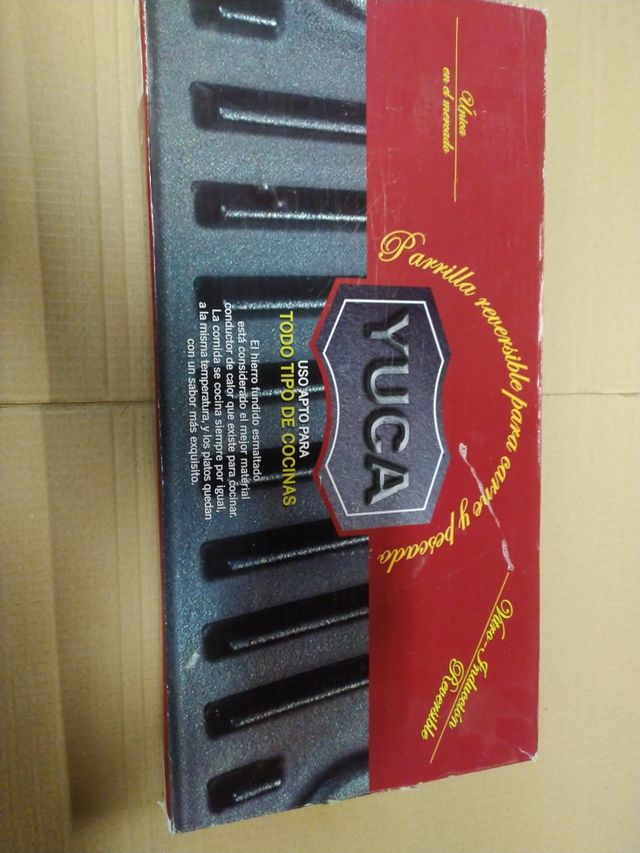 Única
en el mercado
Parrilla reversible para carne y pescado
Vitro-Inducción
Reversible
YUCA
USO APTO PARA
TODO TIPO DE COCINAS
El hierro fundido esmaltado
está considerado el mejor material
conductor de calor que existe para cocinar.
La comida se cocina siempre por igual,
a la misma temperatura, y los platos quedan
con un sabor más exquisito.